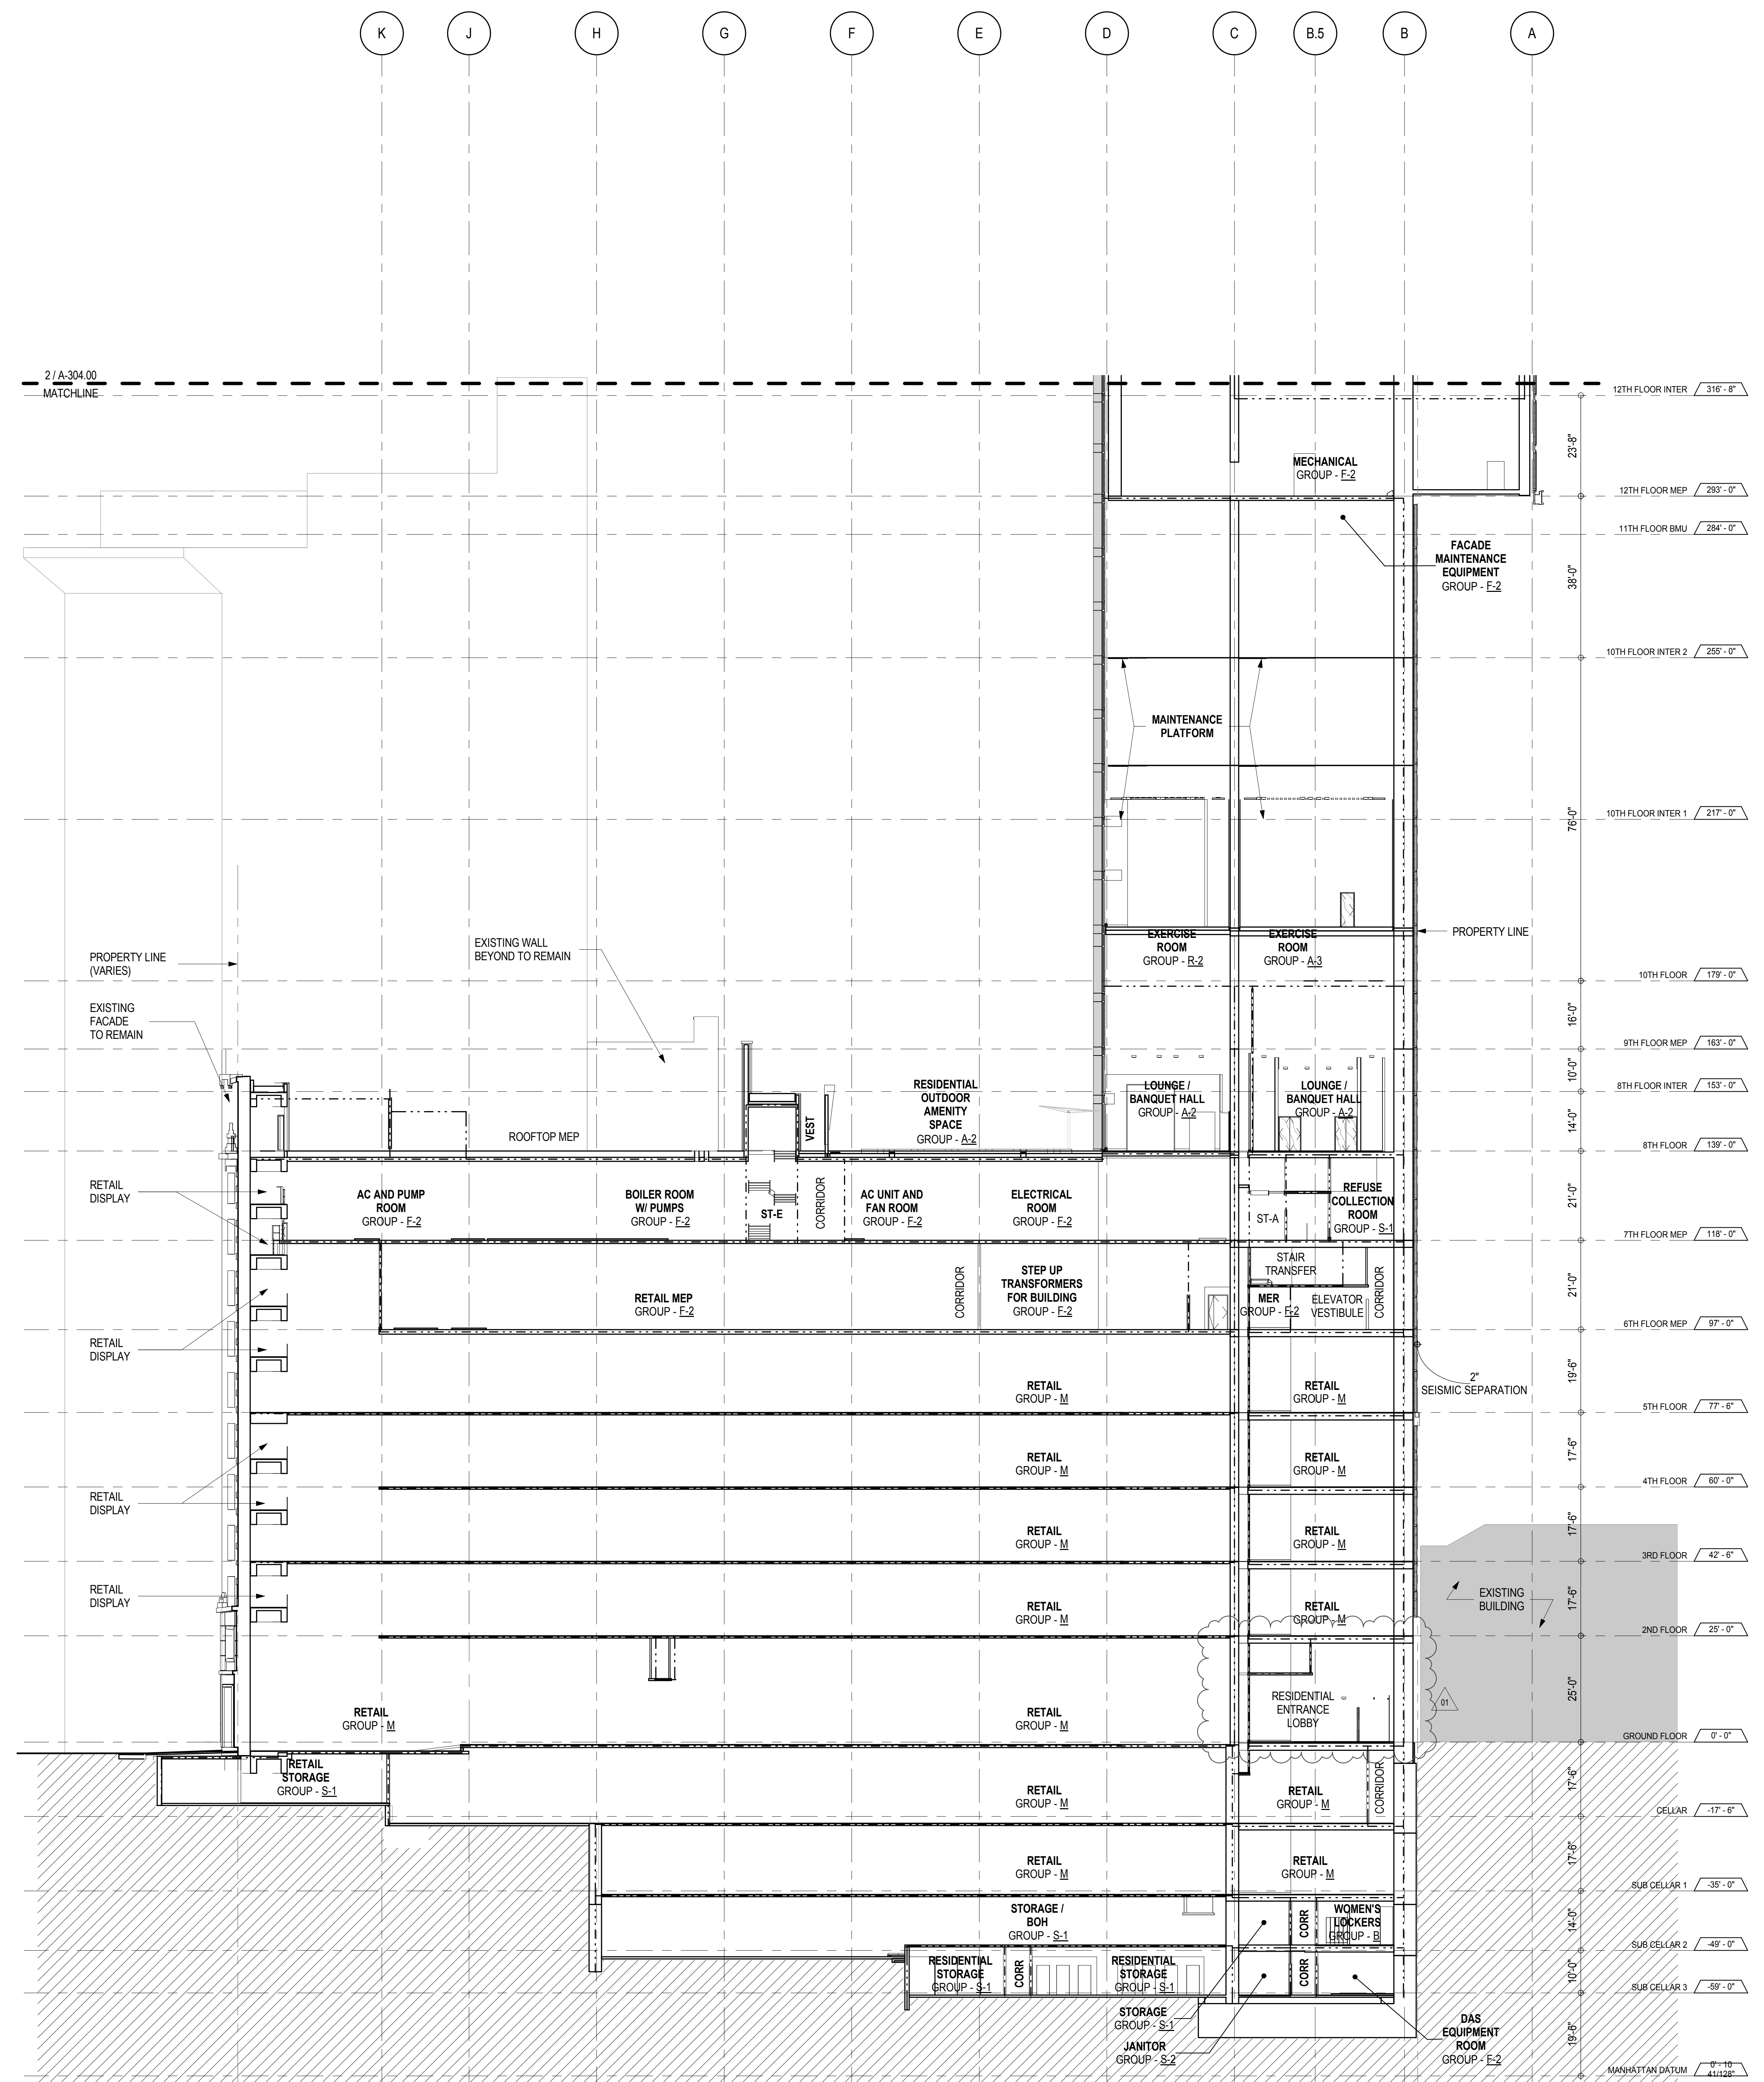 K
J
H
G
F
E
D
C
B.5
B
A
2 / A-304.00
MATCHLINE
12TH FLOOR INTER 316' - 8"
23'-8"
MECHANICAL
GROUP - F-2
12TH FLOOR MEP 293' - 0"
11TH FLOOR BMU 284' - 0"
FACADE
MAINTENANCE
EQUIPMENT
GROUP - F-2
38'-0"
10TH FLOOR INTER 2 255' - 0"
MAINTENANCE
PLATFORM
76'-0"
10TH FLOOR INTER 1 217' - 0"
PROPERTY LINE
EXERCISE
ROOM
GROUP - R-2
EXERCISE
ROOM
GROUP - A-3
EXISTING WALL
BEYOND TO REMAIN
PROPERTY LINE
(VARIES)
10TH FLOOR 179' - 0"
EXISTING
FACADE
TO REMAIN
16'-0"
9TH FLOOR MEP 163' - 0"
10'-0"
8TH FLOOR INTER 153' - 0"
RESIDENTIAL
OUTDOOR
AMENITY
SPACE
GROUP - A-2
LOUNGE /
BANQUET HALL
GROUP - A-2
LOUNGE /
BANQUET HALL
GROUP - A-2
14'-0"
ROOFTOP MEP
VEST
8TH FLOOR 139' - 0"
RETAIL
DISPLAY
AC AND PUMP
ROOM
GROUP - F-2
BOILER ROOM
W/ PUMPS
GROUP - F-2
ST-E
CORRIDOR
AC UNIT AND
FAN ROOM
GROUP - F-2
ELECTRICAL
ROOM
GROUP - F-2
ST-A
REFUSE
COLLECTION
ROOM
GROUP - S-1
21'-0"
7TH FLOOR MEP 118' - 0"
RETAIL MEP
GROUP - F-2
CORRIDOR
STEP UP
TRANSFORMERS
FOR BUILDING
GROUP - F-2
STAIR
TRANSFER
MER
GROUP - F-2
ELEVATOR
VESTIBULE
CORRIDOR
21'-0"
6TH FLOOR MEP 97' - 0"
RETAIL
DISPLAY
RETAIL
GROUP - M
RETAIL
GROUP - M
2"
SEISMIC SEPARATION
19'-6"
5TH FLOOR 77' - 6"
RETAIL
GROUP - M
RETAIL
GROUP - M
17'-6"
4TH FLOOR 60' - 0"
RETAIL
DISPLAY
RETAIL
GROUP - M
RETAIL
GROUP - M
17'-6"
3RD FLOOR 42' - 6"
RETAIL
DISPLAY
RETAIL
GROUP - M
RETAIL
GROUP - M
EXISTING
BUILDING
17'-6"
2ND FLOOR 25' - 0"
RETAIL
GROUP - M
RETAIL
GROUP - M
RESIDENTIAL
ENTRANCE
LOBBY
01
25'-0"
GROUND FLOOR 0' - 0"
RETAIL
STORAGE
GROUP - S-1
RETAIL
GROUP - M
RETAIL
GROUP - M
CORRIDOR
17'-6"
CELLAR -17' - 6"
RETAIL
GROUP - M
RETAIL
GROUP - M
17'-6"
SUB CELLAR 1 -35' - 0"
STORAGE /
BOH
GROUP - S-1
CORR
WOMEN'S
LOCKERS
GROUP - B
14'-0"
SUB CELLAR 2 -49' - 0"
RESIDENTIAL
STORAGE
GROUP - S-1
CORR
RESIDENTIAL
STORAGE
GROUP - S-1
CORR
10'-0"
SUB CELLAR 3 -59' - 0"
STORAGE
GROUP - S-1
JANITOR
GROUP - S-2
DAS
EQUIPMENT
ROOM
GROUP - F-2
19'-6"
MANHATTAN DATUM 0' - 10
41/128"